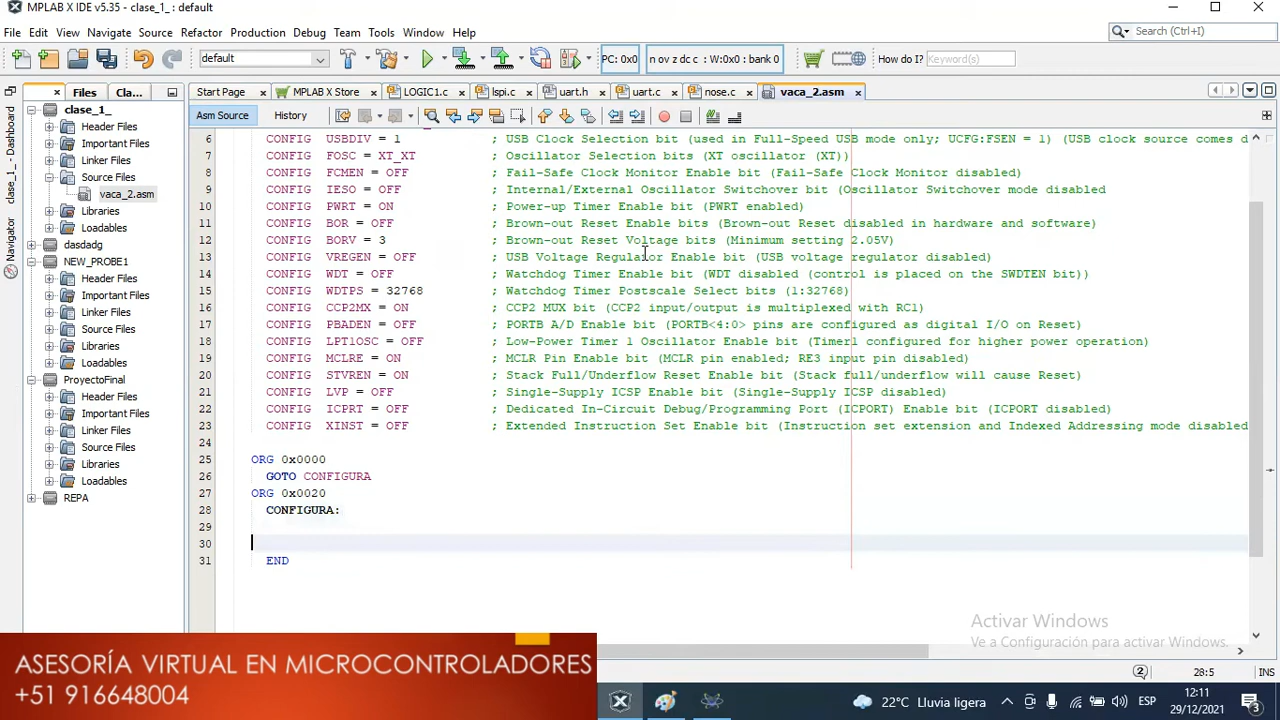 MPLAB X IDE v5.35 - clase_1_ : default
File Edit View Navigate Source Refactor Production Debug Team Tools Window Help
Search (Ctrl+I)
default
PC: 0x0
n ov z dc c : W:0x0 : bank 0
How do I? Keyword(s)
Files
Cla...
Start Page
MPLAB X Store
LOGIC1.c
lspi.c
uart.h
uart.c
nose.c
vaca_2.asm
Asm Source
History
clase_1_ - Dashboard
Navigator
clase_1_
Header Files
Important Files
Linker Files
Source Files
vaca_2.asm
Libraries
Loadables
dasdadg
NEW_PROBE1
Header Files
Important Files
Linker Files
Source Files
Libraries
Loadables
ProyectoFinal
Header Files
Important Files
Linker Files
Source Files
Libraries
Loadables
REPA
6 CONFIG USBDIV = 1 ; USB Clock Selection bit (used in Full-Speed USB mode only; UCFG:FSEN = 1) (USB clock source comes d
7 CONFIG FOSC = XT_XT ; Oscillator Selection bits (XT oscillator (XT))
8 CONFIG FCMEN = OFF ; Fail-Safe Clock Monitor Enable bit (Fail-Safe Clock Monitor disabled)
9 CONFIG IESO = OFF ; Internal/External Oscillator Switchover bit (Oscillator Switchover mode disabled
10 CONFIG PWRT = ON ; Power-up Timer Enable bit (PWRT enabled)
11 CONFIG BOR = OFF ; Brown-out Reset Enable bits (Brown-out Reset disabled in hardware and software)
12 CONFIG BORV = 3 ; Brown-out Reset Voltage bits (Minimum setting 2.05V)
13 CONFIG VREGEN = OFF ; USB Voltage Regulator Enable bit (USB voltage regulator disabled)
14 CONFIG WDT = OFF ; Watchdog Timer Enable bit (WDT disabled (control is placed on the SWDTEN bit))
15 CONFIG WDTPS = 32768 ; Watchdog Timer Postscale Select bits (1:32768)
16 CONFIG CCP2MX = ON ; CCP2 MUX bit (CCP2 input/output is multiplexed with RC1)
17 CONFIG PBADEN = OFF ; PORTB A/D Enable bit (PORTB<4:0> pins are configured as digital I/O on Reset)
18 CONFIG LPT1OSC = OFF ; Low-Power Timer 1 Oscillator Enable bit (Timer1 configured for higher power operation)
19 CONFIG MCLRE = ON ; MCLR Pin Enable bit (MCLR pin enabled; RE3 input pin disabled)
20 CONFIG STVREN = ON ; Stack Full/Underflow Reset Enable bit (Stack full/underflow will cause Reset)
21 CONFIG LVP = OFF ; Single-Supply ICSP Enable bit (Single-Supply ICSP disabled)
22 CONFIG ICPRT = OFF ; Dedicated In-Circuit Debug/Programming Port (ICPORT) Enable bit (ICPORT disabled)
23 CONFIG XINST = OFF ; Extended Instruction Set Enable bit (Instruction set extension and Indexed Addressing mode disabled
24
25 ORG 0x0000
26 GOTO CONFIGURA
27 ORG 0x0020
28 CONFIGURA:
29
30
31 END
Activar Windows
Ve a Configuración para activar Windows.
28:5
INS
ASESORÍA VIRTUAL EN MICROCONTROLADORES
+51 916648004
22°C Lluvia ligera
ESP
12:11
29/12/2021
3